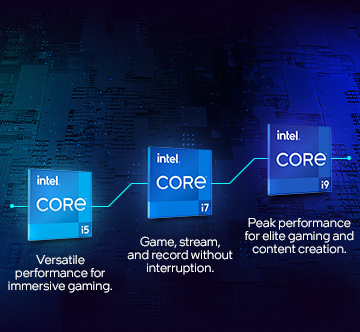 intel.
CORE
i5
Versatile
performance for
immersive gaming.
intel.
CORE
i7
Game, stream,
and record without
interruption.
intel.
CORE
i9
Peak performance
for elite gaming and
content creation.